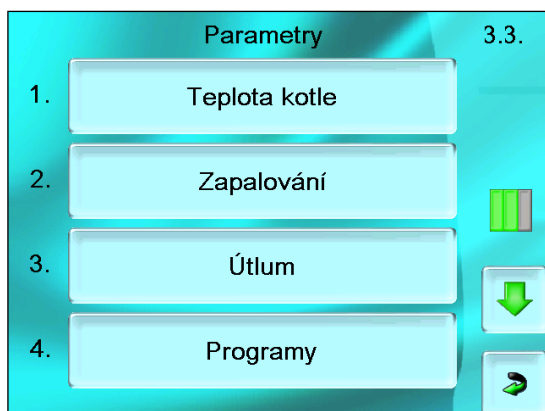 Parametry 3.3.
1. Teplota kotle
2. Zapalování
3. Útlum
4. Programy